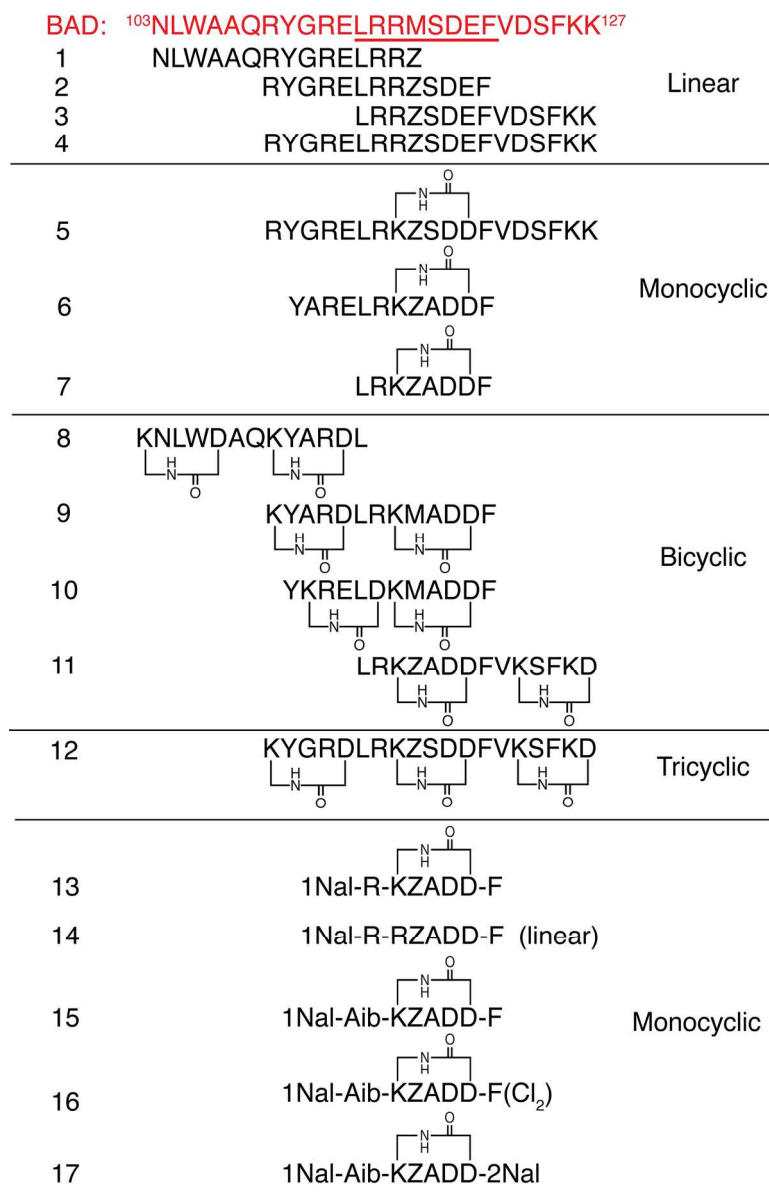 BAD: ¹⁰³NLWAAQRYGRELRRMSDEFVDSFKK¹²⁷
1 NLWAAQRYGRELRRZ
2 RYGRELRRZSDEF Linear
3 LRRZSDEFVDSFKK
4 RYGRELRRZSDEFVDSFKK
O
N
H
5 RYGRELRKZSDDFVDSFKK
O
N
H
Monocyclic
6 YARELRKZADDF
O
N
H
7 LRKZADDF
8 KNLWDAQKYARDL
H H
N N
O O
9 KYARDLRKMADDF
H H
N N
O O
Bicyclic
10 YKRELDKMADDF
H H
N N
O O
11 LRKZADDFVKSFKD
H H
N N
O O
12 KYGRDLRKZSDDFVKSFKD Tricyclic
H H H
N N N
O O O
O
N
H
13 1Nal-R-KZADD-F
14 1Nal-R-RZADD-F (linear)
O
N
H
15 1Nal-Aib-KZADD-F Monocyclic
O
N
H
16 1Nal-Aib-KZADD-F(Cl₂)
O
N
H
17 1Nal-Aib-KZADD-2Nal